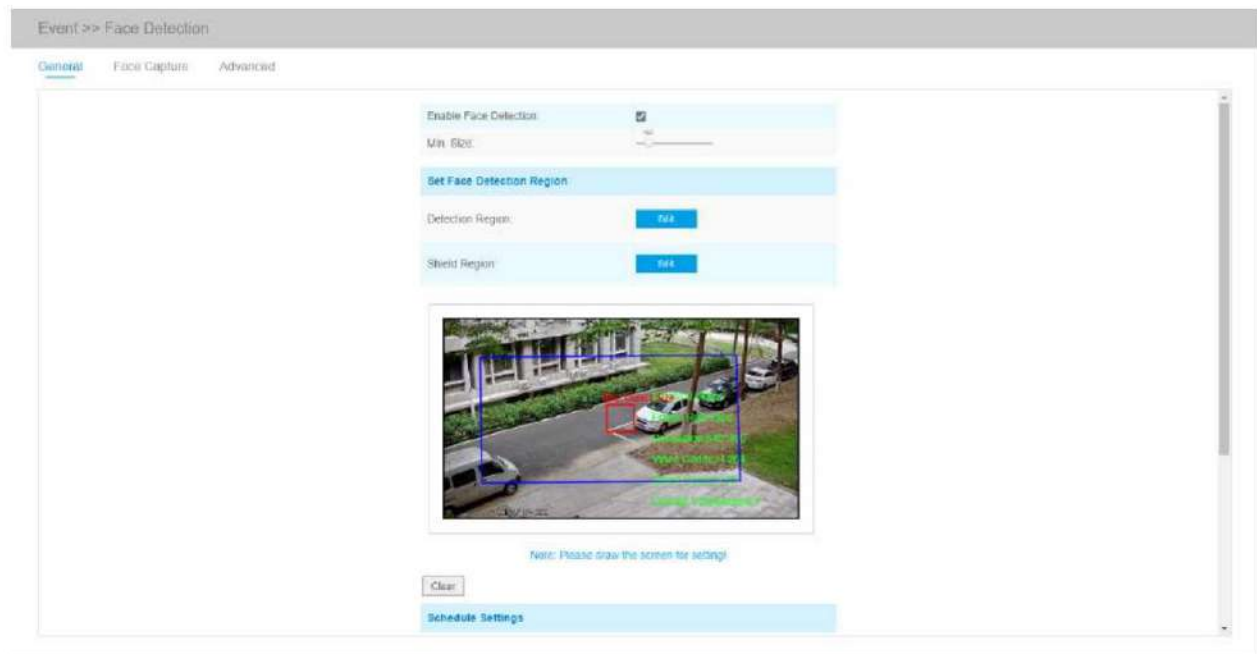 Event >> Face Detection
General Face Capture Advanced
Enable Face Detection:
Min. Size:
Set Face Detection Region
Detection Region:
Edit
Shield Region:
Edit
Note: Please draw the screen for setting!
Clear
Schedule Settings